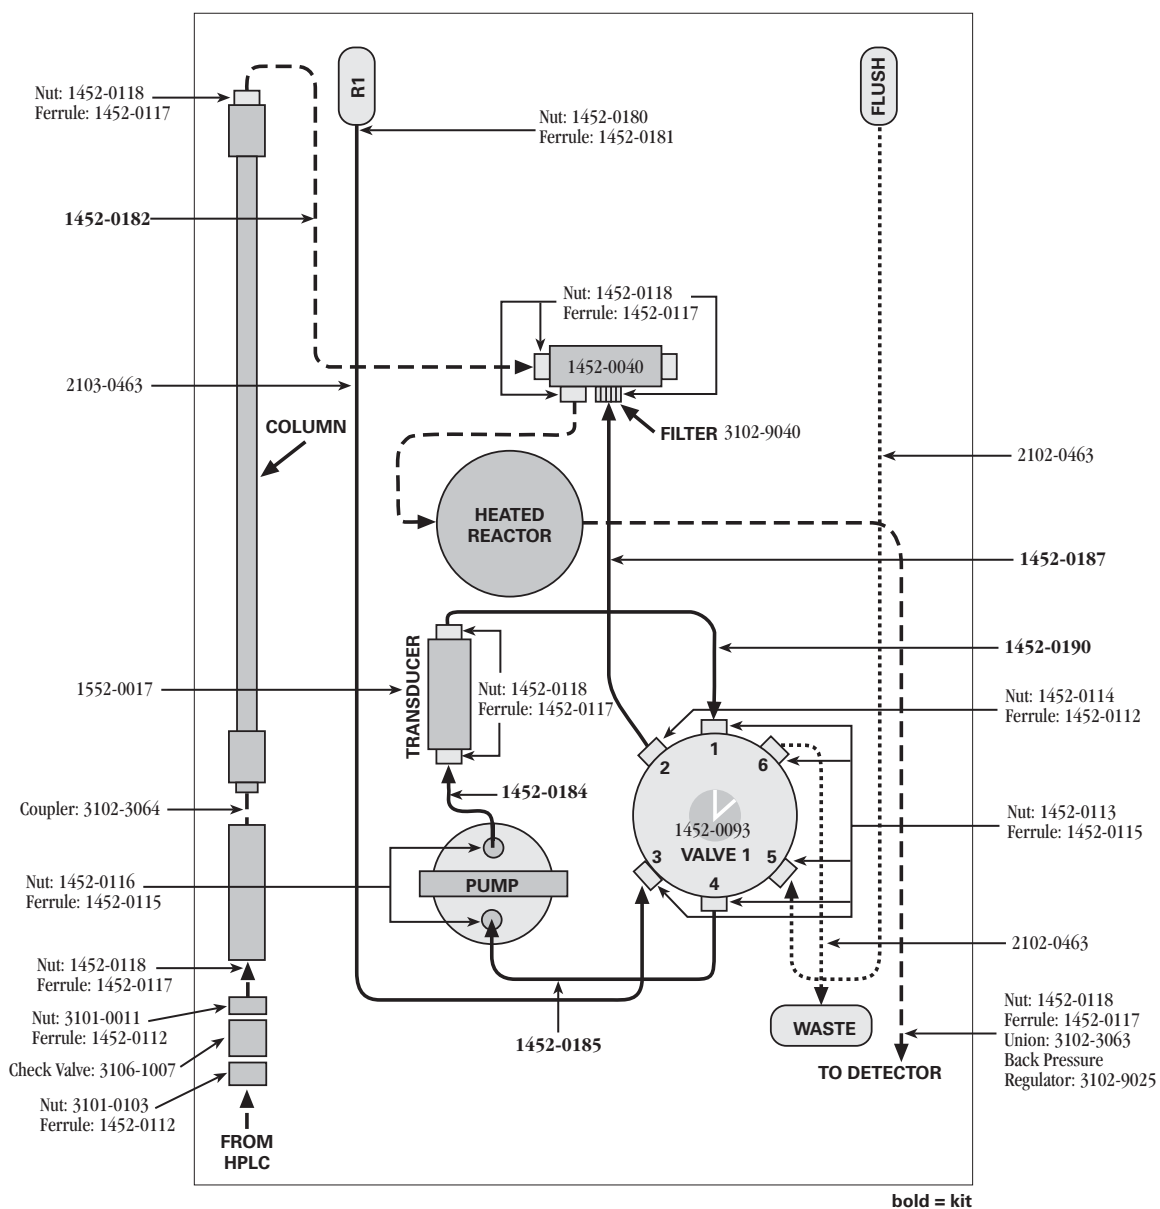 R1
FLUSH
Nut: 1452-0118
Ferrule: 1452-0117
Nut: 1452-0180
Ferrule: 1452-0181
1452-0182
Nut: 1452-0118
Ferrule: 1452-0117
1452-0040
2103-0463
COLUMN
FILTER 3102-9040
2102-0463
HEATED
REACTOR
1452-0187
1452-0190
TRANSDUCER
1552-0017
Nut: 1452-0118
Ferrule: 1452-0117
Nut: 1452-0114
Ferrule: 1452-0112
1
2
6
1452-0184
Coupler: 3102-3064
1452-0093
VALVE 1
3
5
4
Nut: 1452-0113
Ferrule: 1452-0115
PUMP
Nut: 1452-0116
Ferrule: 1452-0115
2102-0463
Nut: 1452-0118
Ferrule: 1452-0117
Nut: 3101-0011
Ferrule: 1452-0112
Check Valve: 3106-1007
Nut: 3101-0103
Ferrule: 1452-0112
1452-0185
WASTE
Nut: 1452-0118
Ferrule: 1452-0117
Union: 3102-3063
Back Pressure
Regulator: 3102-9025
TO DETECTOR
FROM
HPLC
bold = kit